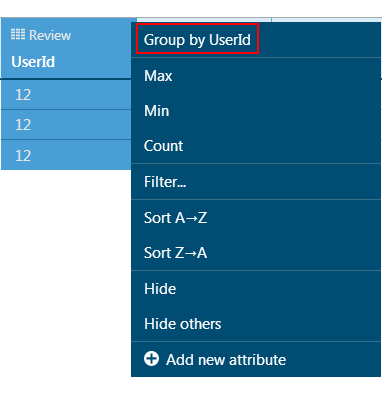 Review
UserId
12
12
12
Group by UserId
Max
Min
Count
Filter...
Sort A→Z
Sort Z→A
Hide
Hide others
Add new attribute